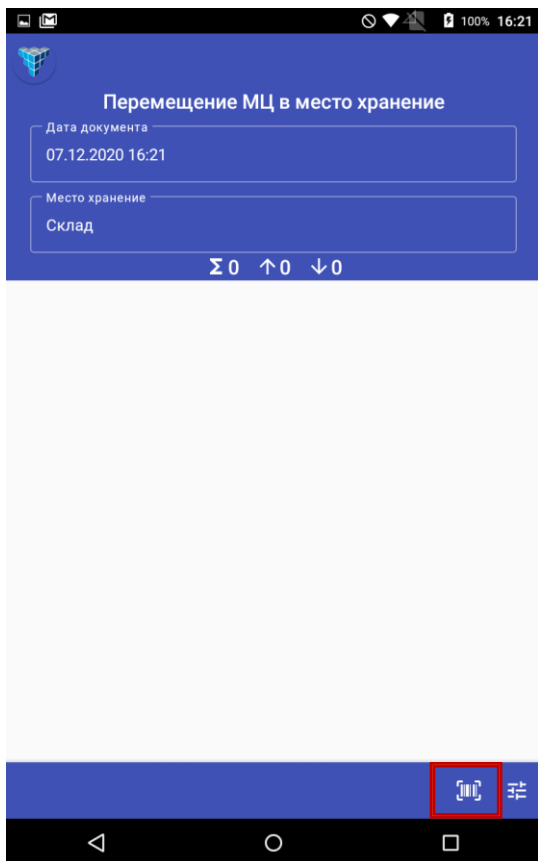 100% 16:21
Перемещение МЦ в место хранение
Дата документа
07.12.2020 16:21
Место хранение
Склад
Σ 0 ↑0 ↓0